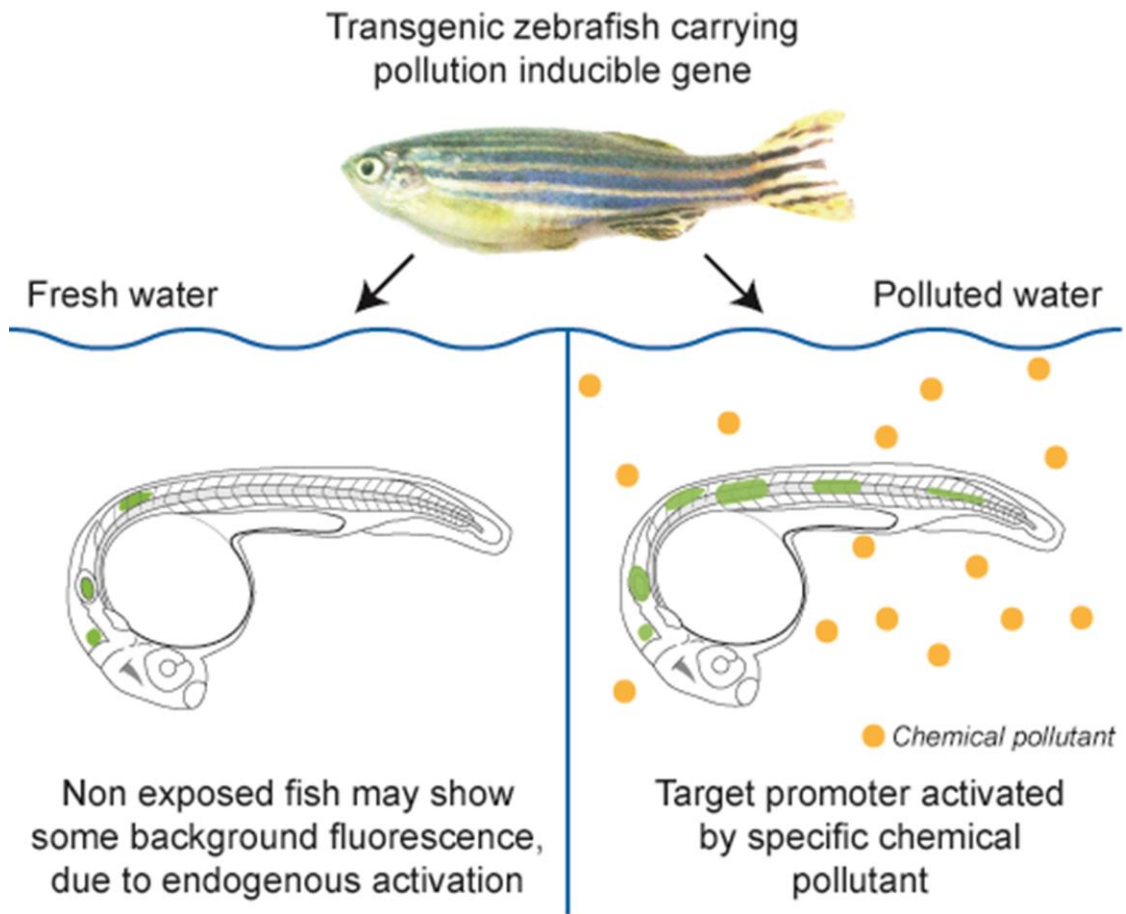 Transgenic zebrafish carrying
pollution inducible gene
Fresh water
Polluted water
Chemical pollutant
Non exposed fish may show
some background fluorescence,
due to endogenous activation
Target promoter activated
by specific chemical
pollutant